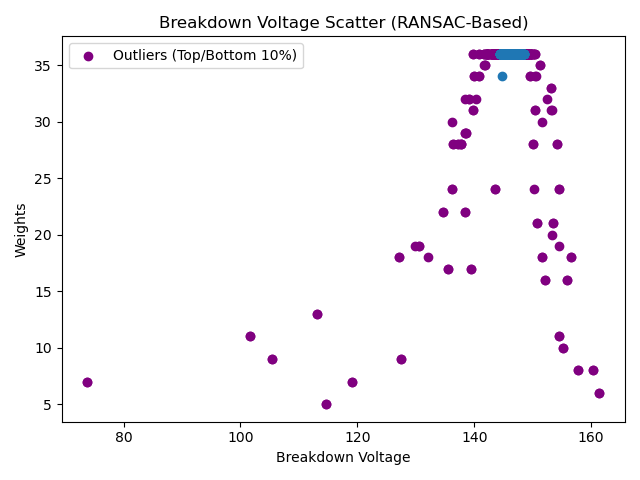 Breakdown Voltage Scatter (RANSAC-Based)
Outliers (Top/Bottom 10%)
35
30
25
20
15
10
5
Weights
80 100 120 140 160
Breakdown Voltage